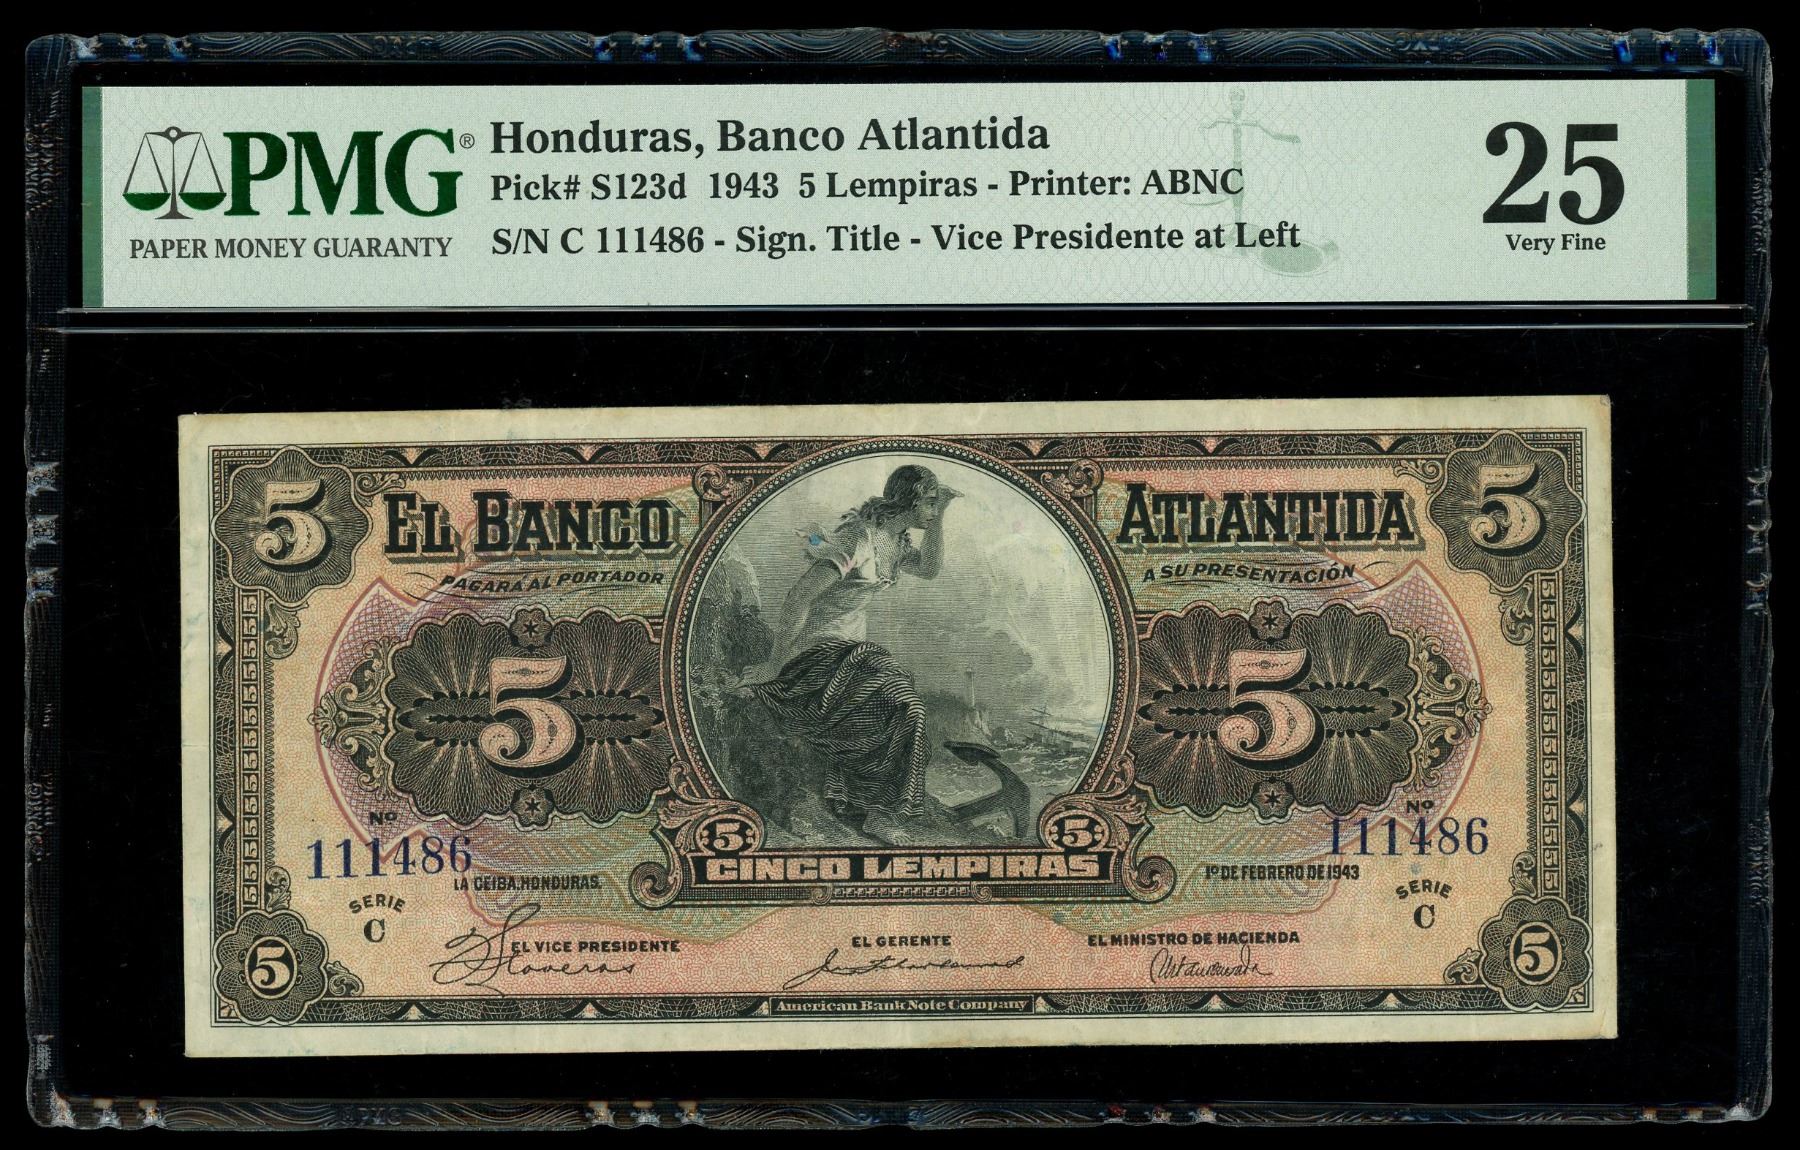 PMG®
PAPER MONEY GUARANTY
Honduras, Banco Atlantida
Pick# S123d 1943 5 Lempiras - Printer: ABNC
S/N C 111486 - Sign. Title - Vice Presidente at Left
25
Very Fine
5 5
EL BANCO ATLANTIDA
PAGARÁ AL PORTADOR A SU PRESENTACIÓN
5 5
Nº Nº
111486 111486
5 5
CINCO LEMPIRAS
LA CEIBA, HONDURAS. 1º DE FEBRERO DE 1943
SERIE C SERIE C
EL VICE PRESIDENTE EL GERENTE EL MINISTRO DE HACIENDA
5 5
American Bank Note Company